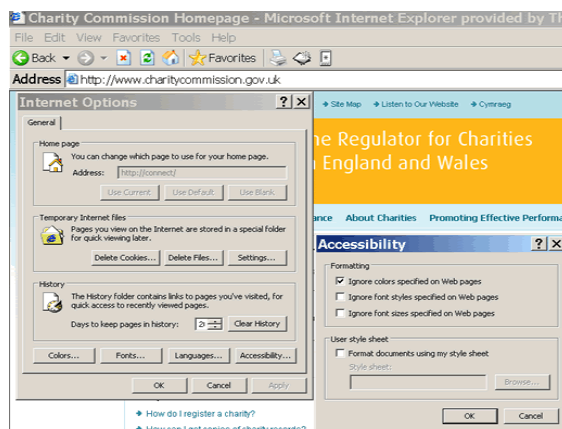 Charity Commission Homepage - Microsoft Internet Explorer provided by
File Edit View Favorites Tools Help
Back Favorites
Address http://www.charitycommission.gov.uk
Internet Options
General
Home page
You can change which page to use for your home page.
Address: http://connect/
Use Current Use Default Use Blank
Temporary Internet files
Pages you view on the Internet are stored in a special folder
for quick viewing later.
Delete Cookies... Delete Files... Settings...
History
The History folder contains links to pages you've visited, for
quick access to recently viewed pages.
Days to keep pages in history: Clear History
Colors... Fonts... Languages... Accessibility...
OK Cancel Apply
Site Map Listen to Our Website Cymraeg
Regulator for Charities
England and Wales
About Charities Promoting Effective
Accessibility
Formatting
Ignore colors specified on Web pages
Ignore font styles specified on Web pages
Ignore font sizes specified on Web pages
User style sheet
Format documents using my style sheet
Style sheet:
Browse...
OK Cancel
How do I register a charity?